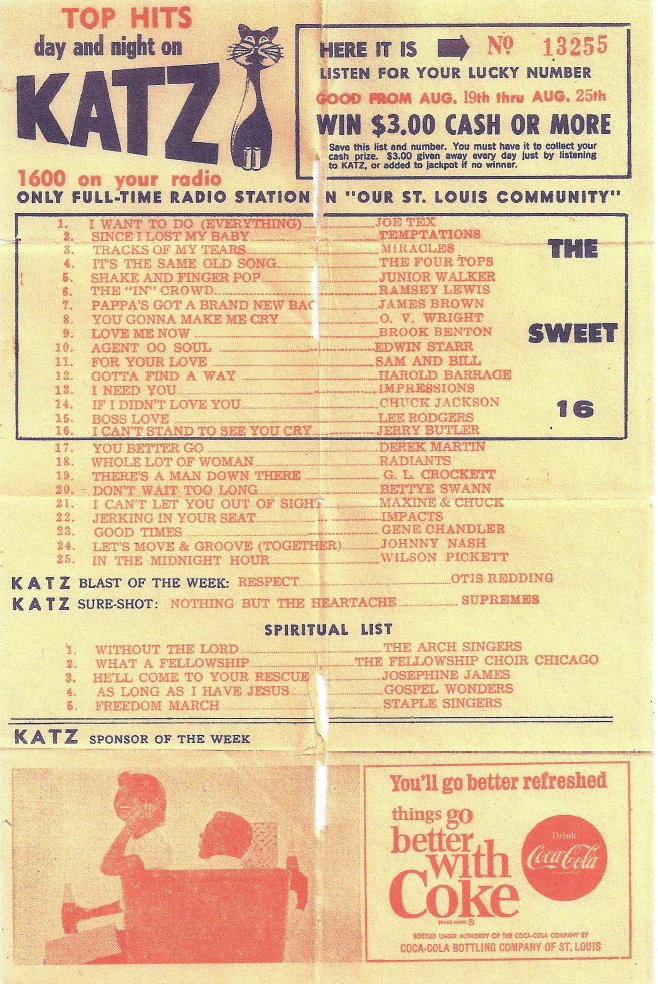 TOP HITS
day and night on
KATZ
1600 on your radio
HERE IT IS Nº 13255
LISTEN FOR YOUR LUCKY NUMBER
GOOD FROM AUG. 19th thru AUG. 25th
WIN $3.00 CASH OR MORE
Save this list and number. You must have it to collect your
cash prize. $3.00 given away every day just by listening
to KATZ, or added to jackpot if no winner.
ONLY FULL-TIME RADIO STATION IN "OUR ST. LOUIS COMMUNITY"
THE
SWEET
16
1. I WANT TO DO (EVERYTHING) JOE TEX
2. SINCE I LOST MY BABY TEMPTATIONS
3. TRACKS OF MY TEARS MIRACLES
4. IT'S THE SAME OLD SONG THE FOUR TOPS
5. SHAKE AND FINGER POP JUNIOR WALKER
6. THE "IN" CROWD RAMSEY LEWIS
7. PAPPA'S GOT A BRAND NEW BAG JAMES BROWN
8. YOU GONNA MAKE ME CRY O. V. WRIGHT
9. LOVE ME NOW BROOK BENTON
10. AGENT OO SOUL EDWIN STARR
11. FOR YOUR LOVE SAM AND BILL
12. GOTTA FIND A WAY HAROLD BARRAGE
13. I NEED YOU IMPRESSIONS
14. IF I DIDN'T LOVE YOU CHUCK JACKSON
15. BOSS LOVE LEE RODGERS
16. I CAN'T STAND TO SEE YOU CRY JERRY BUTLER
17. YOU BETTER GO DEREK MARTIN
18. WHOLE LOT OF WOMAN RADIANTS
19. THERE'S A MAN DOWN THERE G. L. CROCKETT
20. DON'T WAIT TOO LONG BETTYE SWANN
21. I CAN'T LET YOU OUT OF SIGHT MAXINE & CHUCK
22. JERKING IN YOUR SEAT IMPACTS
23. GOOD TIMES GENE CHANDLER
24. LET'S MOVE & GROOVE (TOGETHER) JOHNNY NASH
25. IN THE MIDNIGHT HOUR WILSON PICKETT
KATZ BLAST OF THE WEEK: RESPECT OTIS REDDING
KATZ SURE-SHOT: NOTHING BUT THE HEARTACHE SUPREMES
SPIRITUAL LIST
1. WITHOUT THE LORD THE ARCH SINGERS
2. WHAT A FELLOWSHIP THE FELLOWSHIP CHOIR CHICAGO
3. HE'LL COME TO YOUR RESCUE JOSEPHINE JAMES
4. AS LONG AS I HAVE JESUS GOSPEL WONDERS
5. FREEDOM MARCH STAPLE SINGERS
KATZ SPONSOR OF THE WEEK
You'll go better refreshed
things go
better
with
Coke
TRADE-MARK ®
Drink
Coca-Cola
BOTTLED UNDER AUTHORITY OF THE COCA-COLA COMPANY BY
COCA-COLA BOTTLING COMPANY OF ST. LOUIS